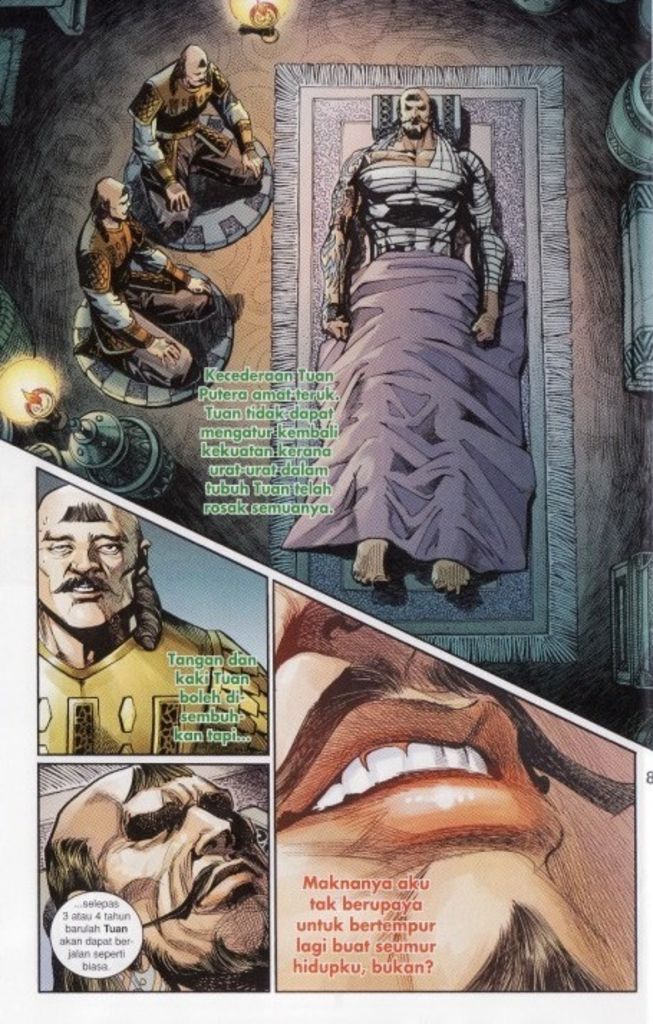 Kecederaan Tuan
Putera amat teruk.
Tuan tidak dapat
mengatur kembali
kekuatan kerana
urat-urat dalam
tubuh Tuan telah
rosak semuanya.
Tangan dan
kaki Tuan
boleh di-
sembuh-
kan tapi...
...selepas
3 atau 4 tahun
barulah Tuan
akan dapat ber-
jalan seperti
biasa.
Maknanya aku
tak berupaya
untuk bertempur
lagi buat seumur
hidupku, bukan?
8